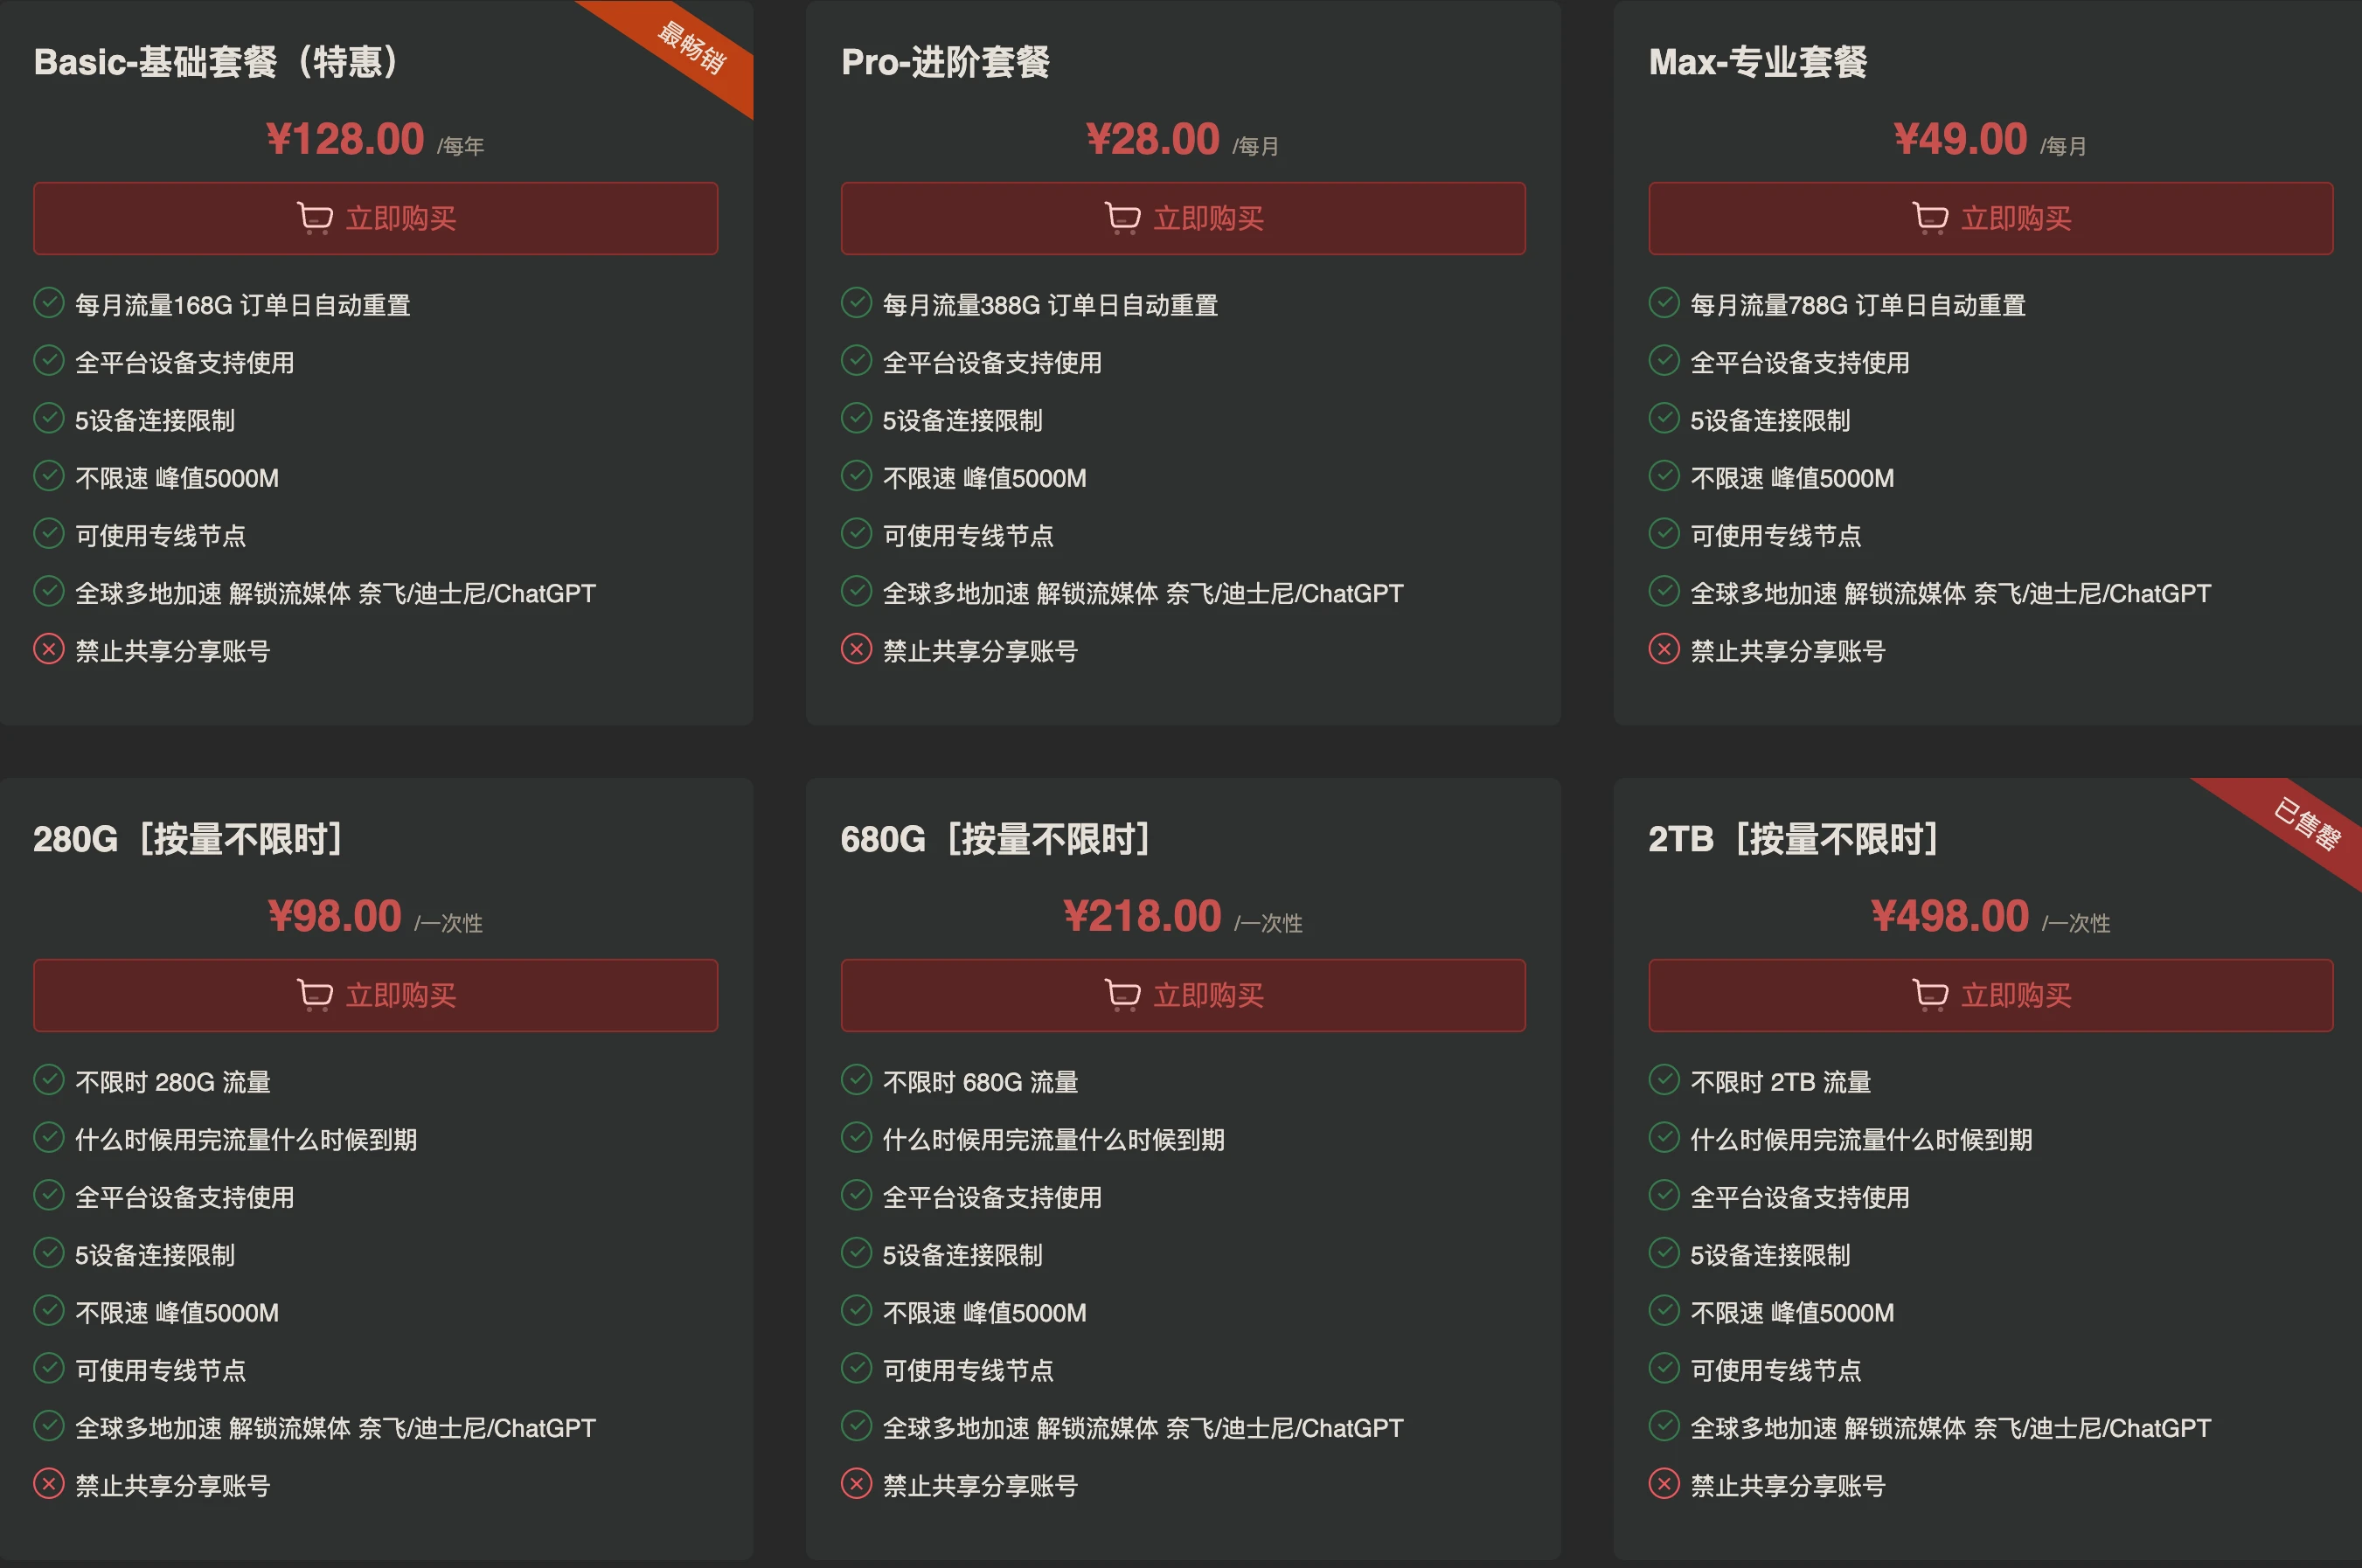 Basic-基础套餐（特惠）
最畅销
¥128.00 /每年
立即购买
每月流量168G 订单日自动重置
全平台设备支持使用
5设备连接限制
不限速 峰值5000M
可使用专线节点
全球多地加速 解锁流媒体 奈飞/迪士尼/ChatGPT
禁止共享分享账号
Pro-进阶套餐
¥28.00 /每月
立即购买
每月流量388G 订单日自动重置
全平台设备支持使用
5设备连接限制
不限速 峰值5000M
可使用专线节点
全球多地加速 解锁流媒体 奈飞/迪士尼/ChatGPT
禁止共享分享账号
Max-专业套餐
¥49.00 /每月
立即购买
每月流量788G 订单日自动重置
全平台设备支持使用
5设备连接限制
不限速 峰值5000M
可使用专线节点
全球多地加速 解锁流媒体 奈飞/迪士尼/ChatGPT
禁止共享分享账号
280G［按量不限时］
¥98.00 /一次性
立即购买
不限时 280G 流量
什么时候用完流量什么时候到期
全平台设备支持使用
5设备连接限制
不限速 峰值5000M
可使用专线节点
全球多地加速 解锁流媒体 奈飞/迪士尼/ChatGPT
禁止共享分享账号
680G［按量不限时］
¥218.00 /一次性
立即购买
不限时 680G 流量
什么时候用完流量什么时候到期
全平台设备支持使用
5设备连接限制
不限速 峰值5000M
可使用专线节点
全球多地加速 解锁流媒体 奈飞/迪士尼/ChatGPT
禁止共享分享账号
2TB［按量不限时］
已售罄
¥498.00 /一次性
立即购买
不限时 2TB 流量
什么时候用完流量什么时候到期
全平台设备支持使用
5设备连接限制
不限速 峰值5000M
可使用专线节点
全球多地加速 解锁流媒体 奈飞/迪士尼/ChatGPT
禁止共享分享账号